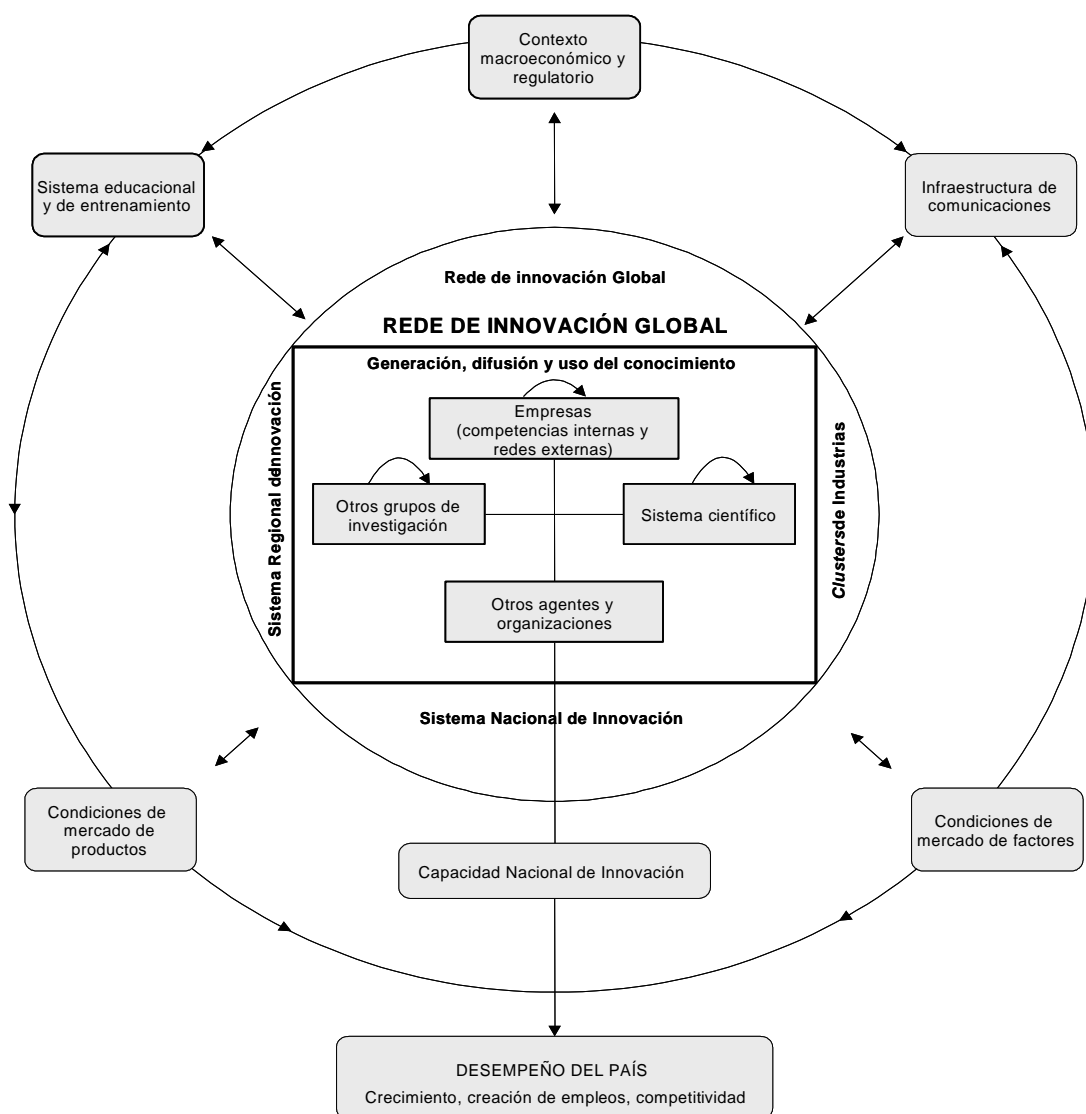 Contexto
macroeconómico y
regulatorio
Sistema educacional
y de entrenamiento
Infraestructura de
comunicaciones
Rede de innovación Global
REDE DE INNOVACIÓN GLOBAL
Generación, difusión y uso del conocimiento
Empresas
(competencias internas y
redes externas)
Otros grupos de
investigación
Sistema científico
Otros agentes y
organizaciones
Sistema Regional deInnovación
Clustersde Industrias
Sistema Nacional de Innovación
Condiciones de
mercado de
productos
Condiciones de
mercado de factores
Capacidad Nacional de Innovación
DESEMPEÑO DEL PAÍS
Crecimiento, creación de empleos, competitividad